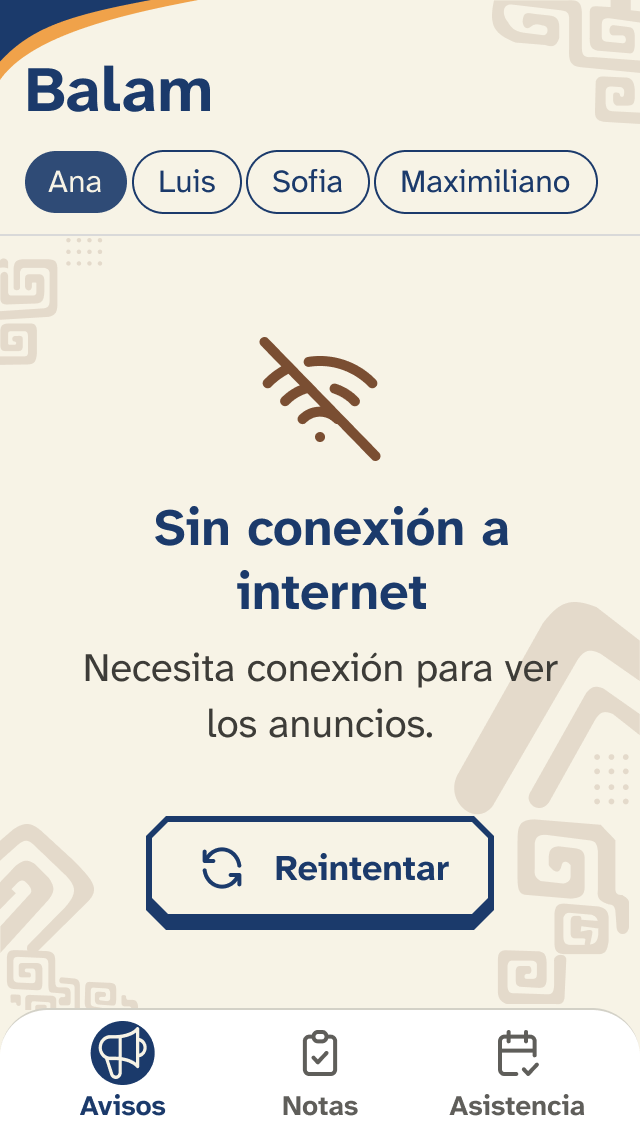 Balam
Ana Luis Sofia Maximiliano
Sin conexión a
internet
Necesita conexión para ver
los anuncios.
Reintentar
Avisos Notas Asistencia